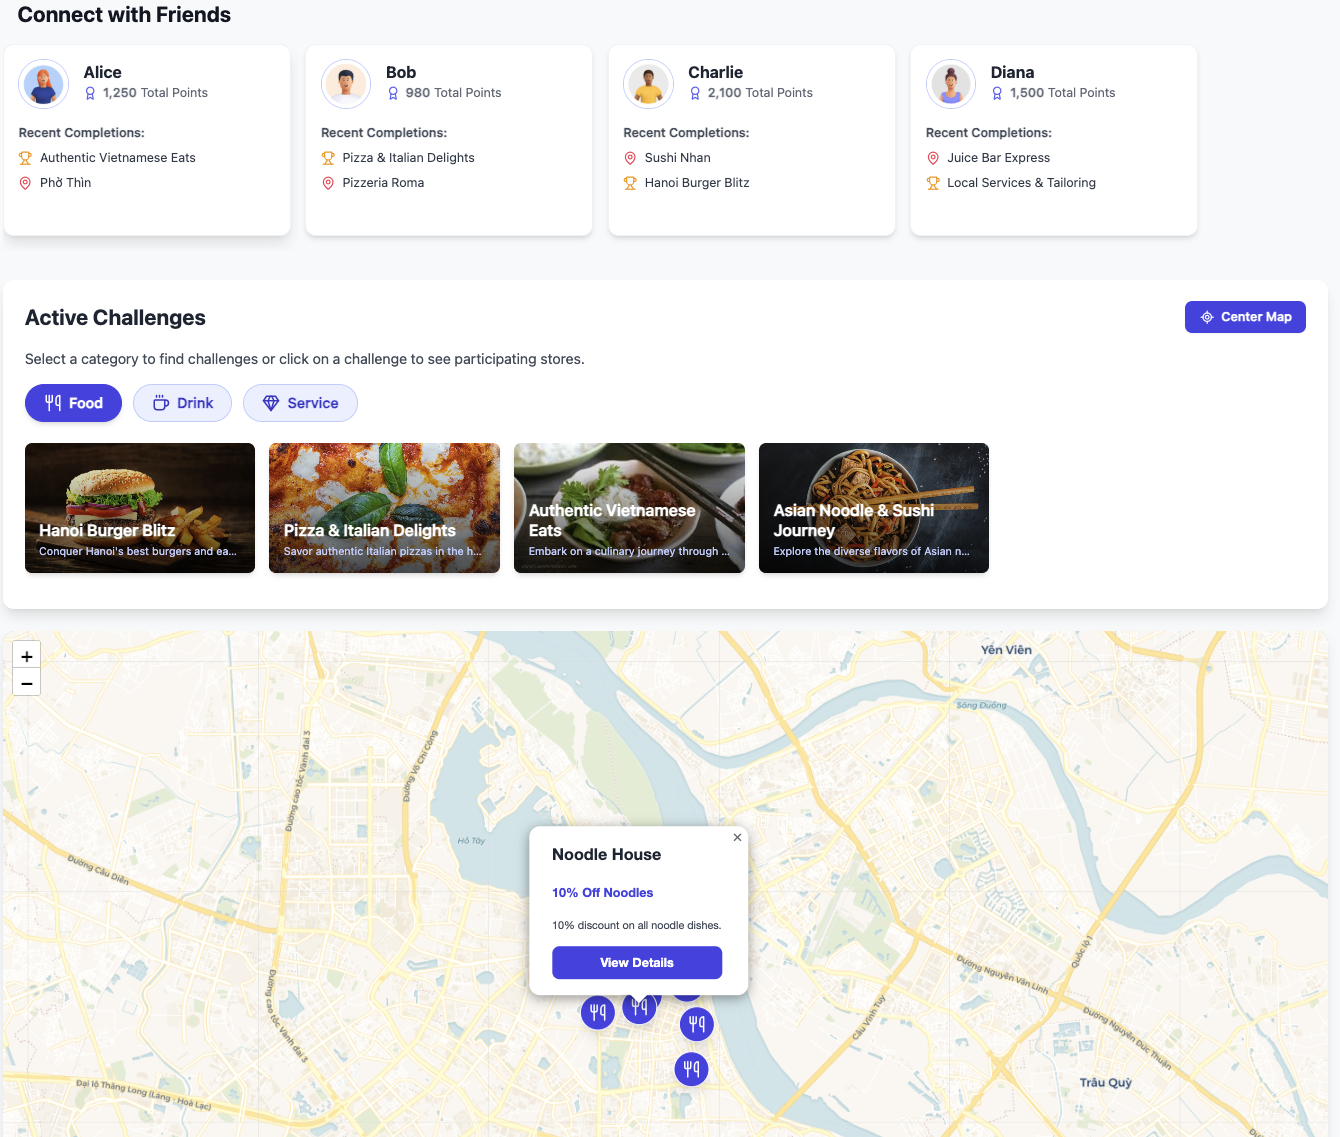 Connect with Friends
Alice
1,250 Total Points
Recent Completions:
Authentic Vietnamese Eats
Phở Thìn
Bob
980 Total Points
Recent Completions:
Pizza & Italian Delights
Pizzeria Roma
Charlie
2,100 Total Points
Recent Completions:
Sushi Nhan
Hanoi Burger Blitz
Diana
1,500 Total Points
Recent Completions:
Juice Bar Express
Local Services & Tailoring
Active Challenges
Center Map
Select a category to find challenges or click on a challenge to see participating stores.
Food
Drink
Service
Hanoi Burger Blitz
Conquer Hanoi's best burgers and ea...
Pizza & Italian Delights
Savor authentic Italian pizzas in the h...
Authentic Vietnamese
Eats
Embark on a culinary journey through ...
Asian Noodle & Sushi
Journey
Explore the diverse flavors of Asian n...
+
−
Yên Viên
Sông Đuống
Đường cao tốc Vành đai 3
Đường Võ Chí Công
Hồ Tây
Đường Cầu Diễn
Noodle House
×
10% Off Noodles
10% discount on all noodle dishes.
View Details
Quốc lộ 1
Đường Nguyễn Văn Linh
Đường cao tốc Vành đai 3
Cầu Vĩnh Tuy
Đường Nguyễn Đức Thuận
Trâu Quỳ
Đại lộ Thăng Long (Láng - Hoà Lạc)